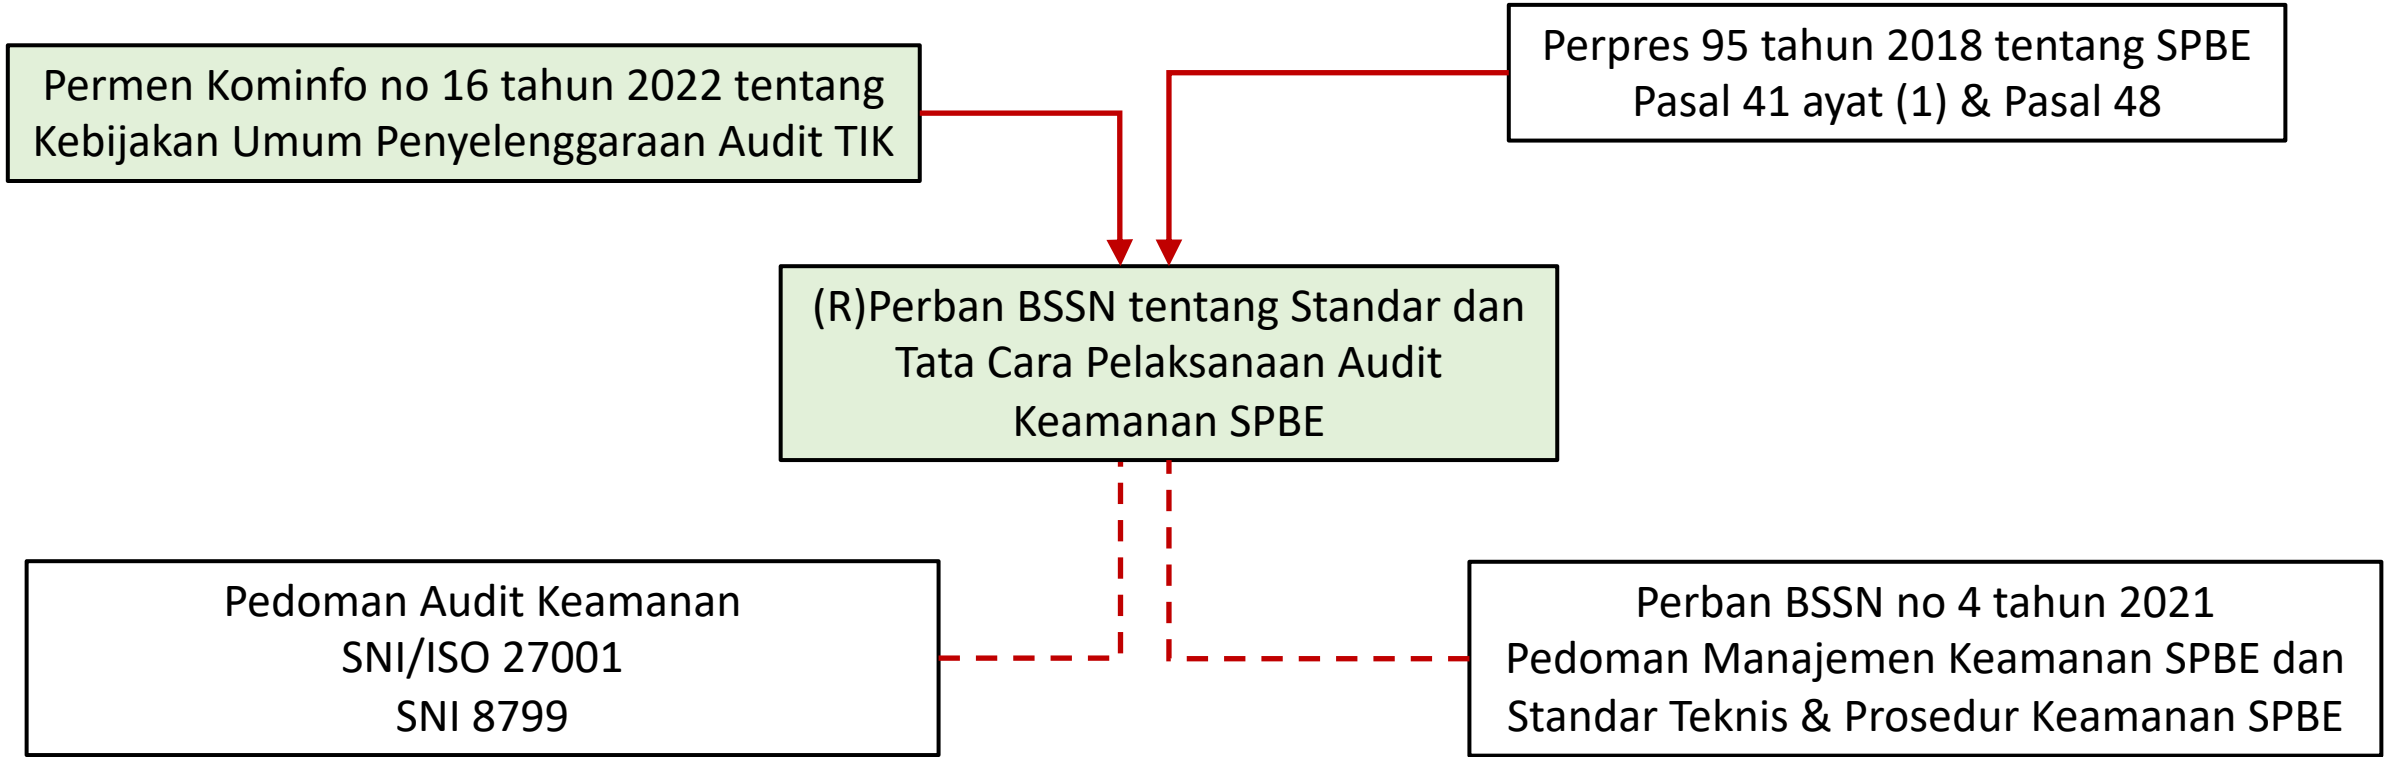 Permen Kominfo no 16 tahun 2022 tentang
Kebijakan Umum Penyelenggaraan Audit TIK
Perpres 95 tahun 2018 tentang SPBE
Pasal 41 ayat (1) & Pasal 48
(R)Perban BSSN tentang Standar dan
Tata Cara Pelaksanaan Audit
Keamanan SPBE
Pedoman Audit Keamanan
SNI/ISO 27001
SNI 8799
Perban BSSN no 4 tahun 2021
Pedoman Manajemen Keamanan SPBE dan
Standar Teknis & Prosedur Keamanan SPBE